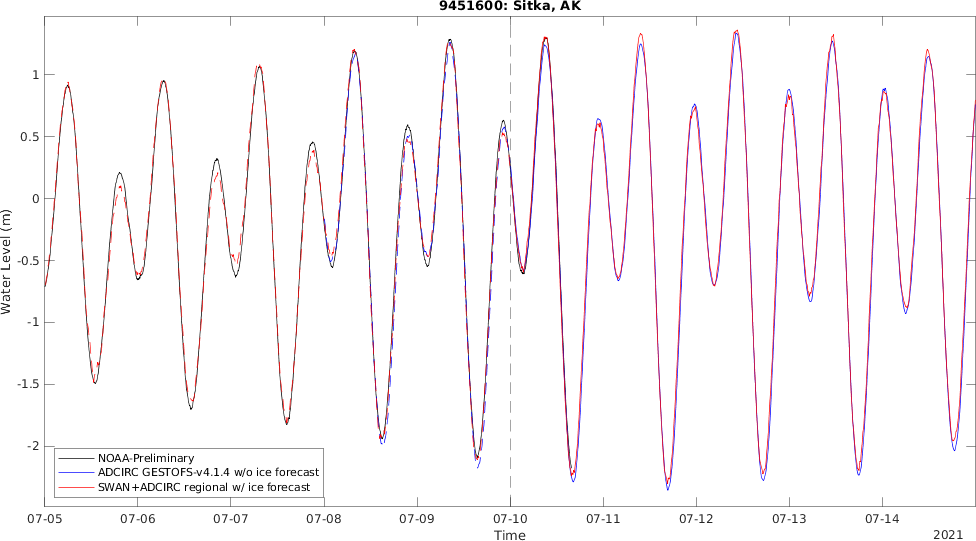 9451600: Sitka, AK
Water Level (m)
1
0.5
0
-0.5
-1
-1.5
-2
NOAA-Preliminary
ADCIRC GESTOFS-v4.1.4 w/o ice forecast
SWAN+ADCIRC regional w/ ice forecast
07-05 07-06 07-07 07-08 07-09 07-10 07-11 07-12 07-13 07-14
Time
2021